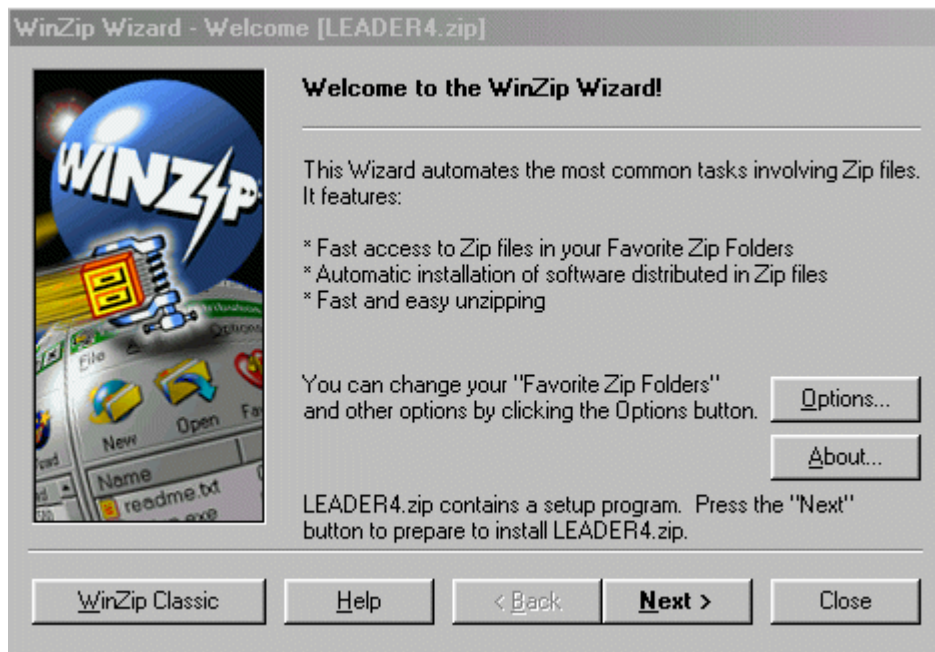 WinZip Wizard - Welcome [LEADER4.zip]
WINZIP
File
Options
New
Open
Name
readme.txt
Welcome to the WinZip Wizard!
This Wizard automates the most common tasks involving Zip files.
It features:
* Fast access to Zip files in your Favorite Zip Folders
* Automatic installation of software distributed in Zip files
* Fast and easy unzipping
You can change your "Favorite Zip Folders"
and other options by clicking the Options button.
Options...
About...
LEADER4.zip contains a setup program. Press the "Next"
button to prepare to install LEADER4.zip.
WinZip Classic
Help
< Back
Next >
Close